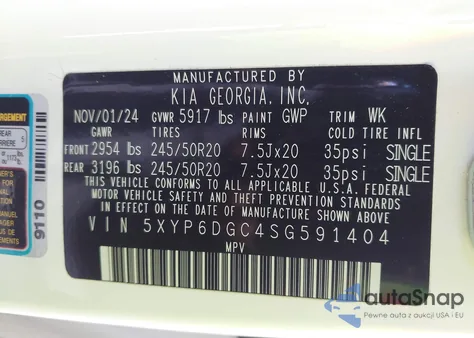 MANUFACTURED BY
KIA GEORGIA, INC.
NOV/01/24 GVWR 5917 lbs PAINT GWP TRIM WK
GAWR TIRES RIMS COLD TIRE INFL
FRONT 2954 lbs 245/50R20 7.5Jx20 35psi SINGLE
REAR 3196 lbs 245/50R20 7.5Jx20 35psi SINGLE
THIS VEHICLE CONFORMS TO ALL APPLICABLE U.S.A. FEDERAL
MOTOR VEHICLE SAFETY, BUMPER, AND THEFT PREVENTION
STANDARDS IN EFFECT ON THE DATE OF MANUFACTURE SHOWN ABOVE.
VIN 5XYP6DGC4SG591404
MPV
9110
REAR 5
autoSnap
Pewne auta z aukcji USA i EU